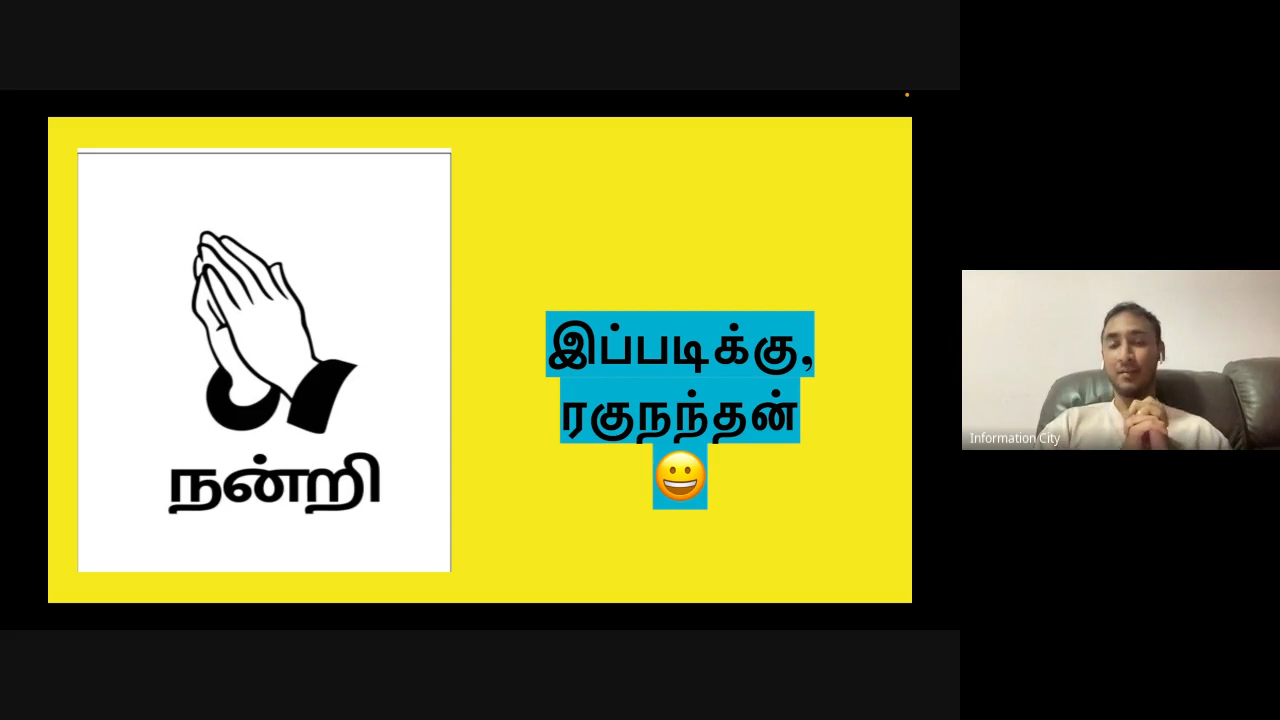 நன்றி
இப்படிக்கு,
ரகுநந்தன்
😀
Information City